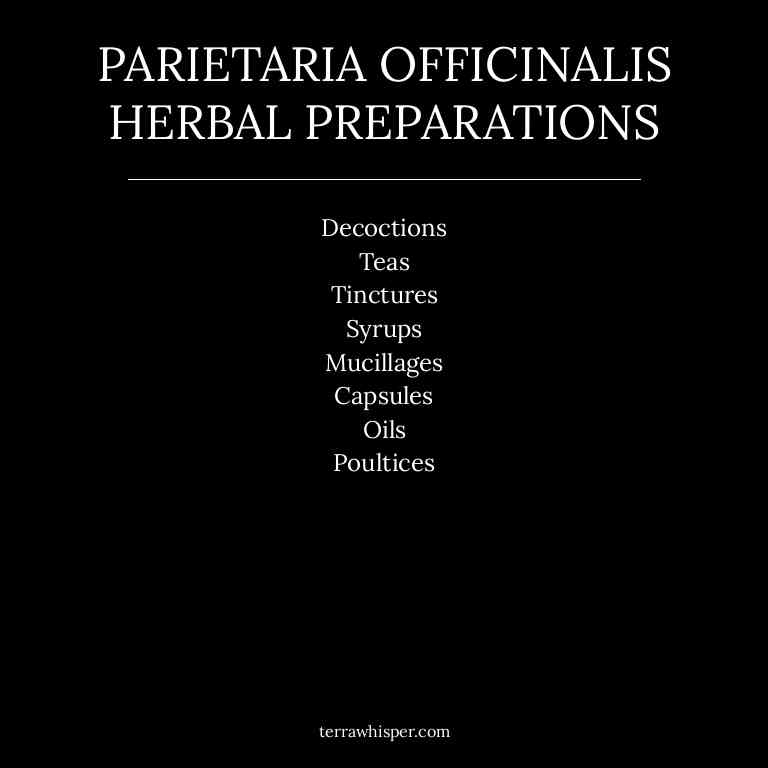 PARIETARIA OFFICINALIS
HERBAL PREPARATIONS
Decoctions
Teas
Tinctures
Syrups
Mucillages
Capsules
Oils
Poultices
terrawhisper.com